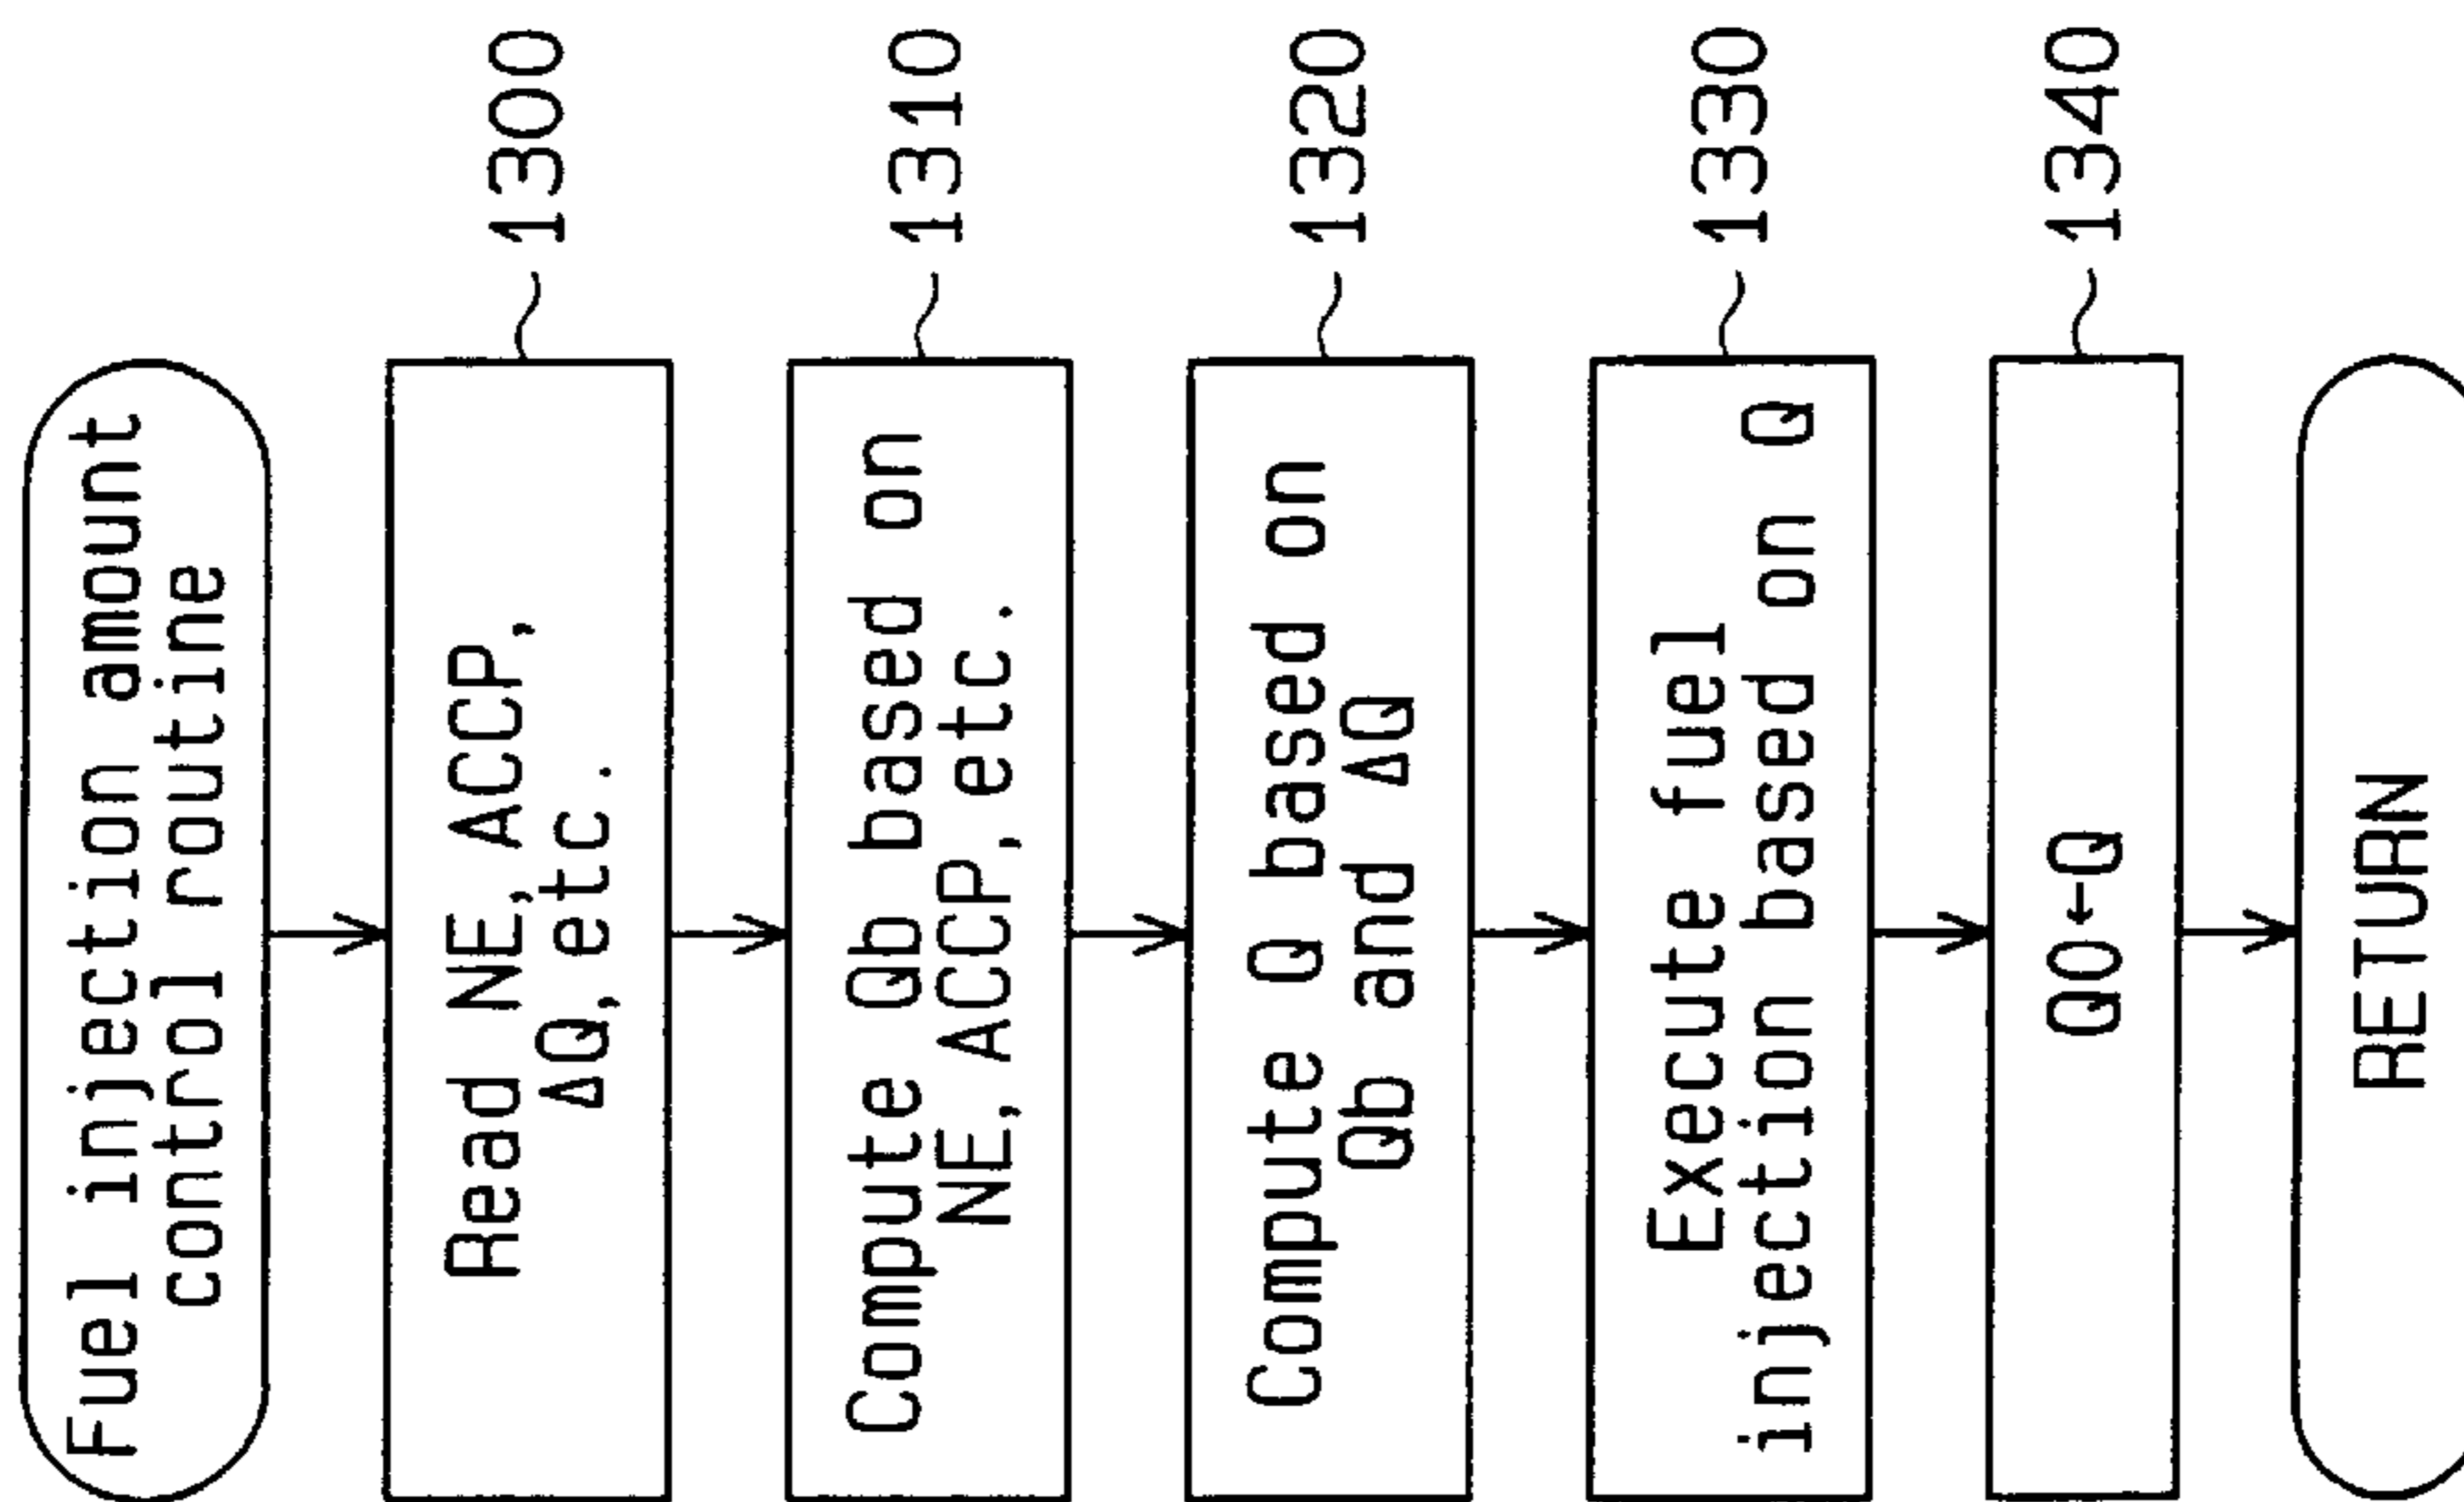 Fuel injection amount
control routine
Read NE, ACCP,
ΔQ, etc.
1300
Compute Qb based on
NE, ACCP, etc.
1310
Compute Q based on
Qb and ΔQ
1320
Execute fuel
injection based on Q
1330
Q0←Q
1340
RETURN